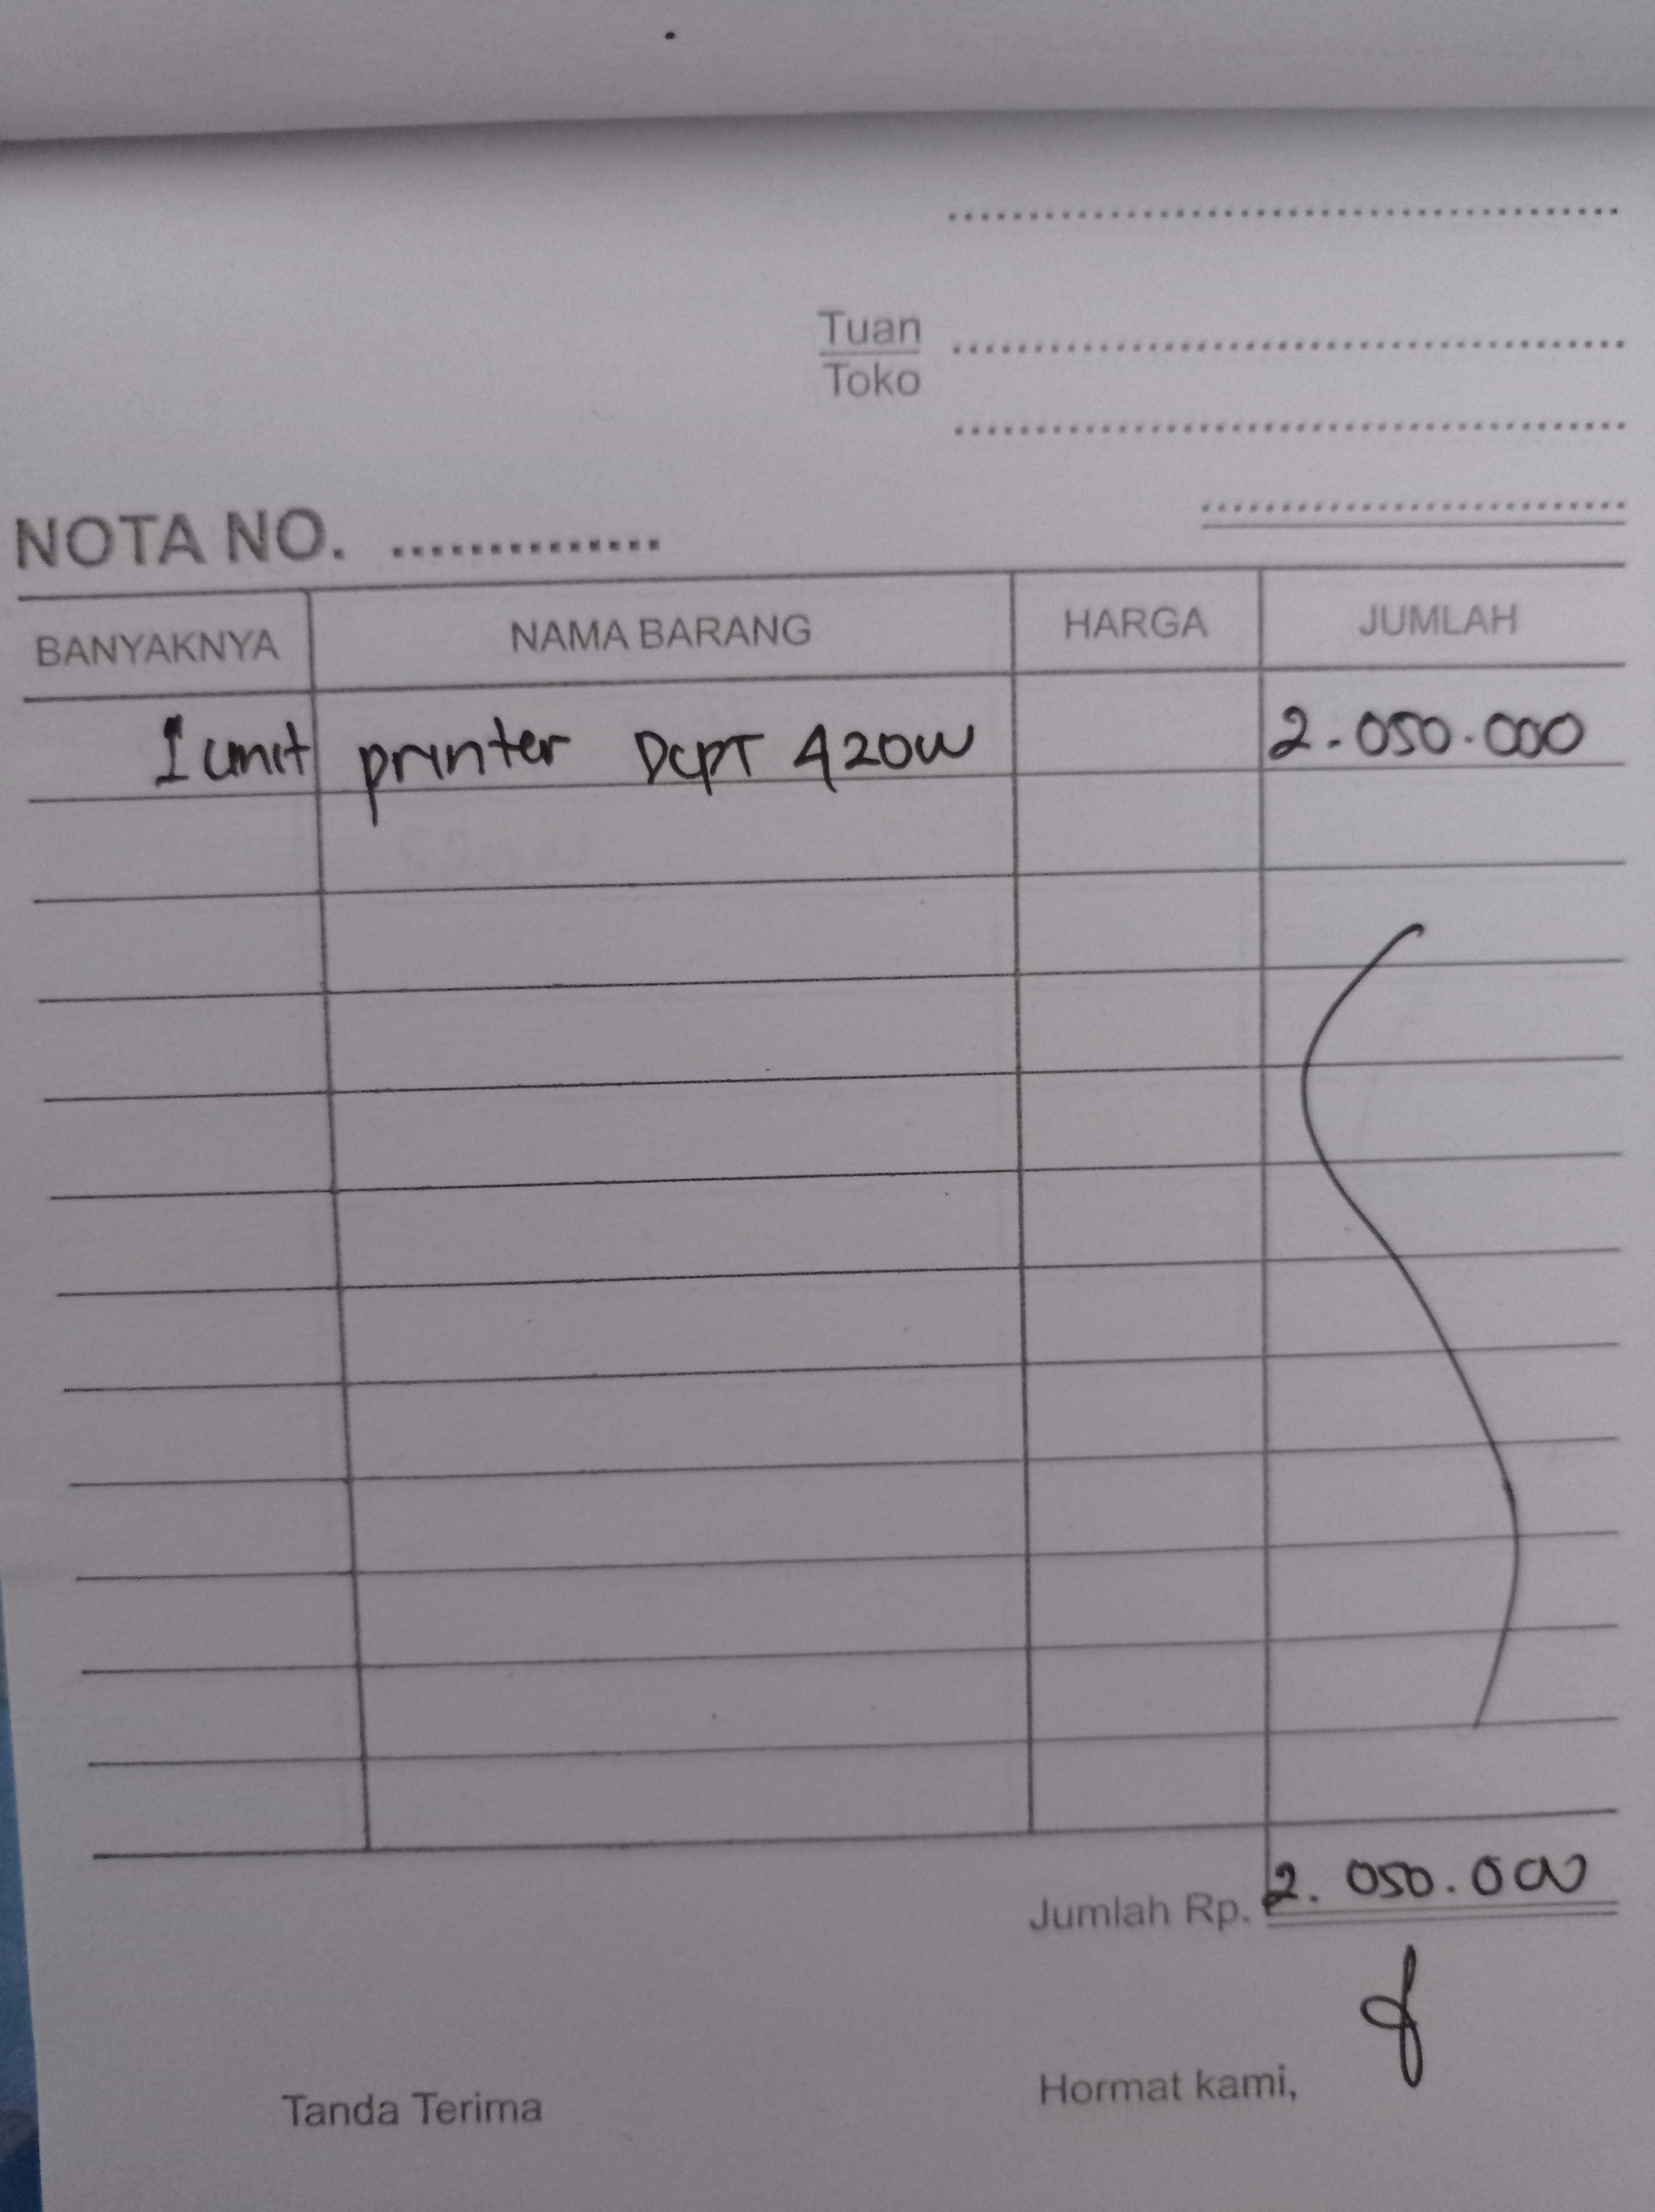 Tuan
Toko
NOTA NO. ..............
BANYAKNYA NAMA BARANG HARGA JUMLAH
1 unit printer DCPT 420W 2.050.000
Jumlah Rp. 2.050.000
Tanda Terima Hormat kami,